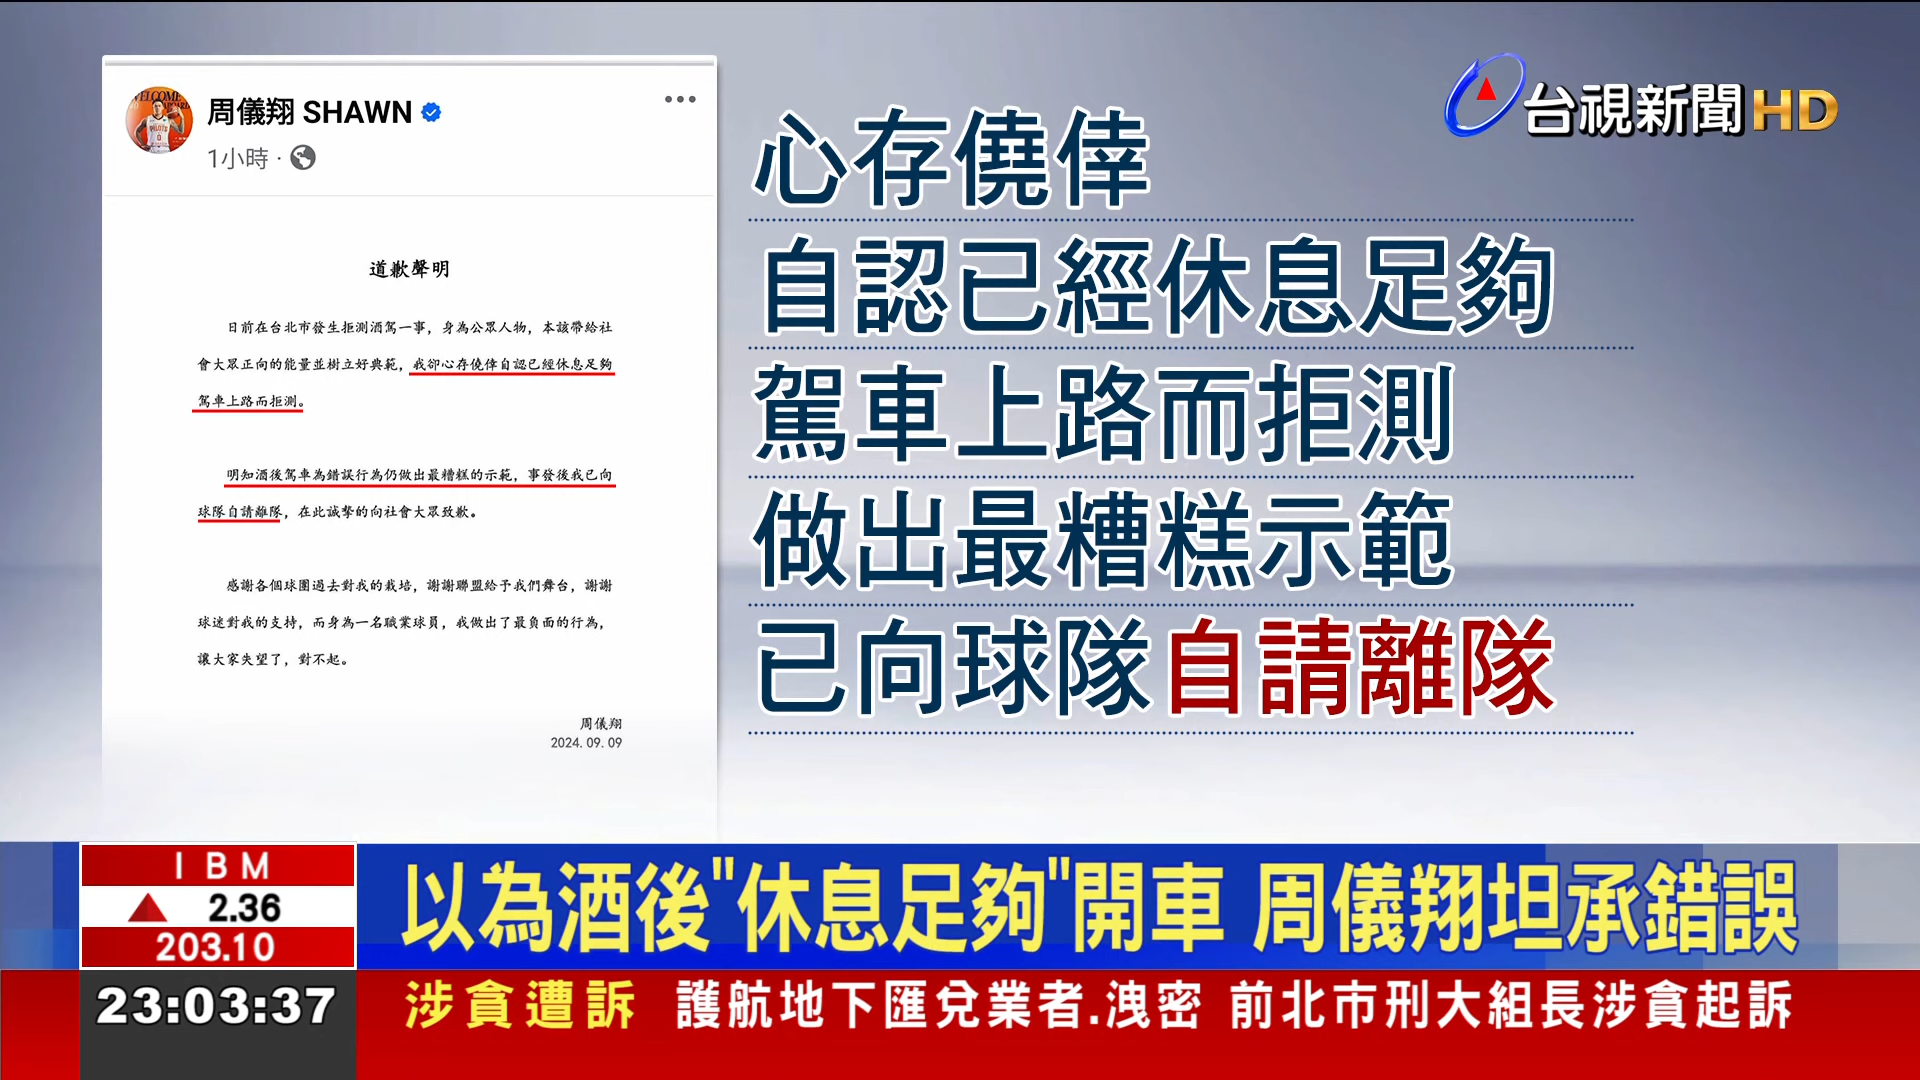 周儀翔 SHAWN
1小時 ·
道歉聲明
日前在台北市發生拒測酒駕一事，身為公眾人物，本該帶給社
會大眾正向的能量並樹立好典範，我卻心存僥倖自認已經休息足夠
駕車上路而拒測。
明知酒後駕車為錯誤行為仍做出最糟糕的示範，事發後我已向
球隊自請離隊，在此誠摯的向社會大眾致歉。
感謝各個球團過去對我的栽培，謝謝聯盟給予我們舞台，謝謝
球迷對我的支持，而身為一名職業球員，我做出了最負面的行為，
讓大家失望了，對不起。
周儀翔
2024.09.09
台視新聞HD
心存僥倖
自認已經休息足夠
駕車上路而拒測
做出最糟糕示範
已向球隊自請離隊
IBM
▲ 2.36
203.10
以為酒後"休息足夠"開車 周儀翔坦承錯誤
23:03:37
涉貪遭訴 護航地下匯兌業者.洩密 前北市刑大組長涉貪起訴